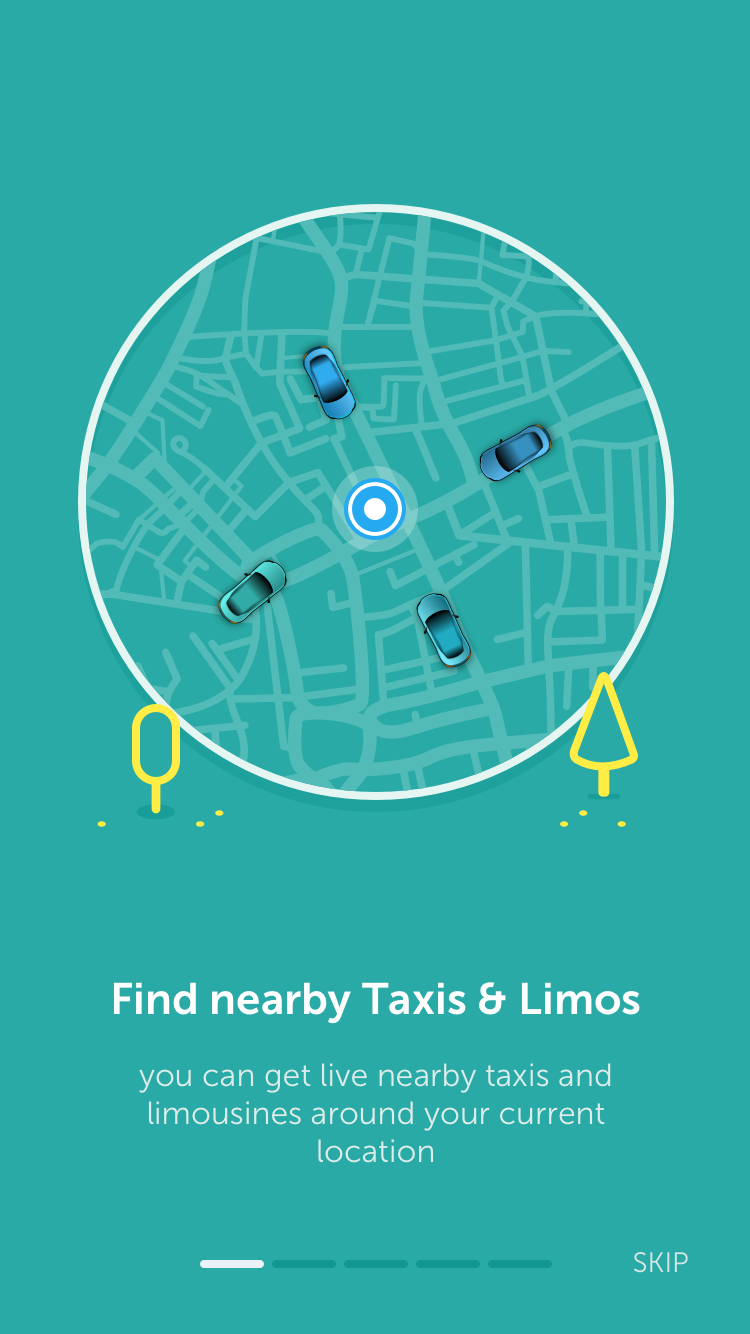 Find nearby Taxis & Limos
you can get live nearby taxis and
limousines around your current
location
SKIP